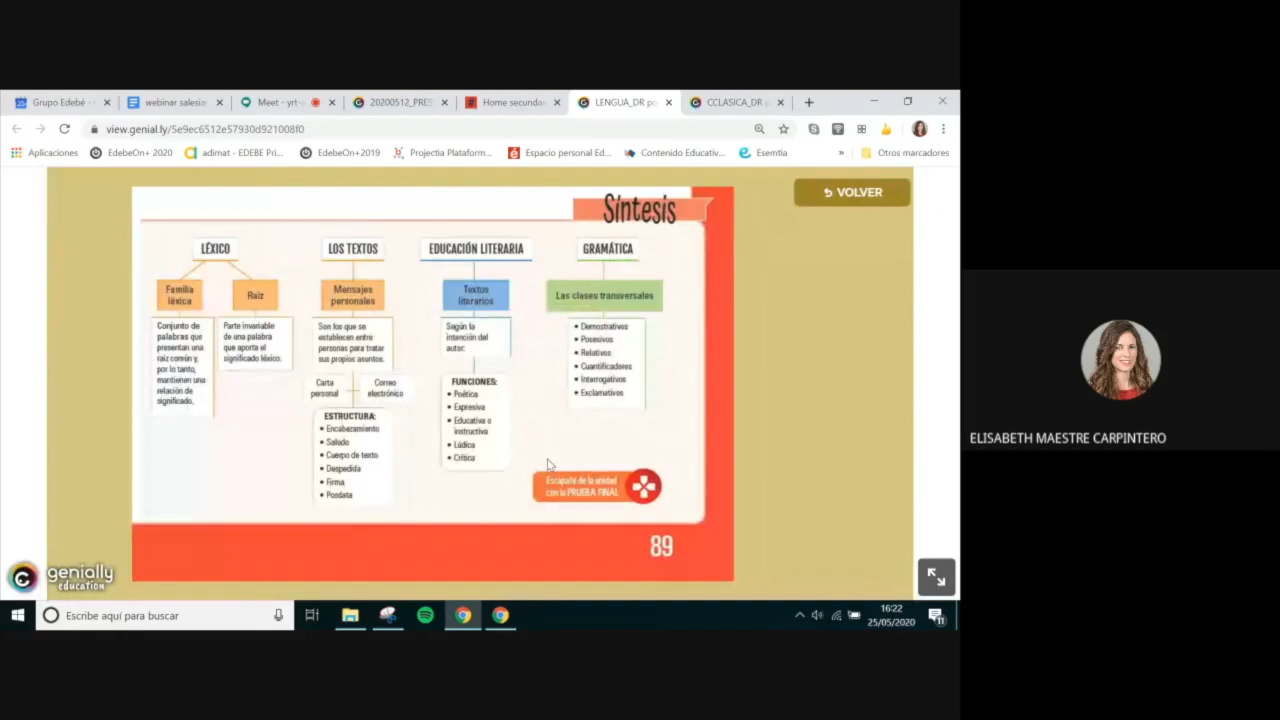 Grupo Edebé -
webinar salesia
Meet - yrt-
20200512_PRES
Home secundo
LENGUA_DR po
CCLASICA_DR p
view.genial.ly/5e9ec6512e57930d921008f0
Aplicaciones
EdebeOn+ 2020
adimat - EDEBE Pri...
EdebeOn+2019
Projectia Plataform...
Espacio personal Ed...
Contenido Educativ...
Esemtia
»
Otros marcadores
VOLVER
Síntesis
LÉXICO
Familia
léxica
Raíz
Conjunto de
palabras que
presentan una
raíz común y,
por lo tanto,
mantienen una
relación de
significado.
Parte invariable
de una palabra
que aporta el
significado léxico.
LOS TEXTOS
Mensajes
personales
Son los que se
establecen entre
personas para tratar
sus propios asuntos.
Carta
personal
Correo
electrónico
ESTRUCTURA:
• Encabezamiento
• Saludo
• Cuerpo de texto
• Despedida
• Firma
• Posdata
EDUCACIÓN LITERARIA
Textos
literarios
Según la
intención del
autor:
FUNCIONES:
• Poética
• Expresiva
• Educativa o
instructiva
• Lúdica
• Crítica
GRAMÁTICA
Las clases transversales
• Demostrativos
• Posesivos
• Relativos
• Cuantificadores
• Interrogativos
• Exclamativos
Escápate de la unidad
con la PRUEBA FINAL
89
genially
education
ELISABETH MAESTRE CARPINTERO
Escribe aquí para buscar
16:22
25/05/2020
11